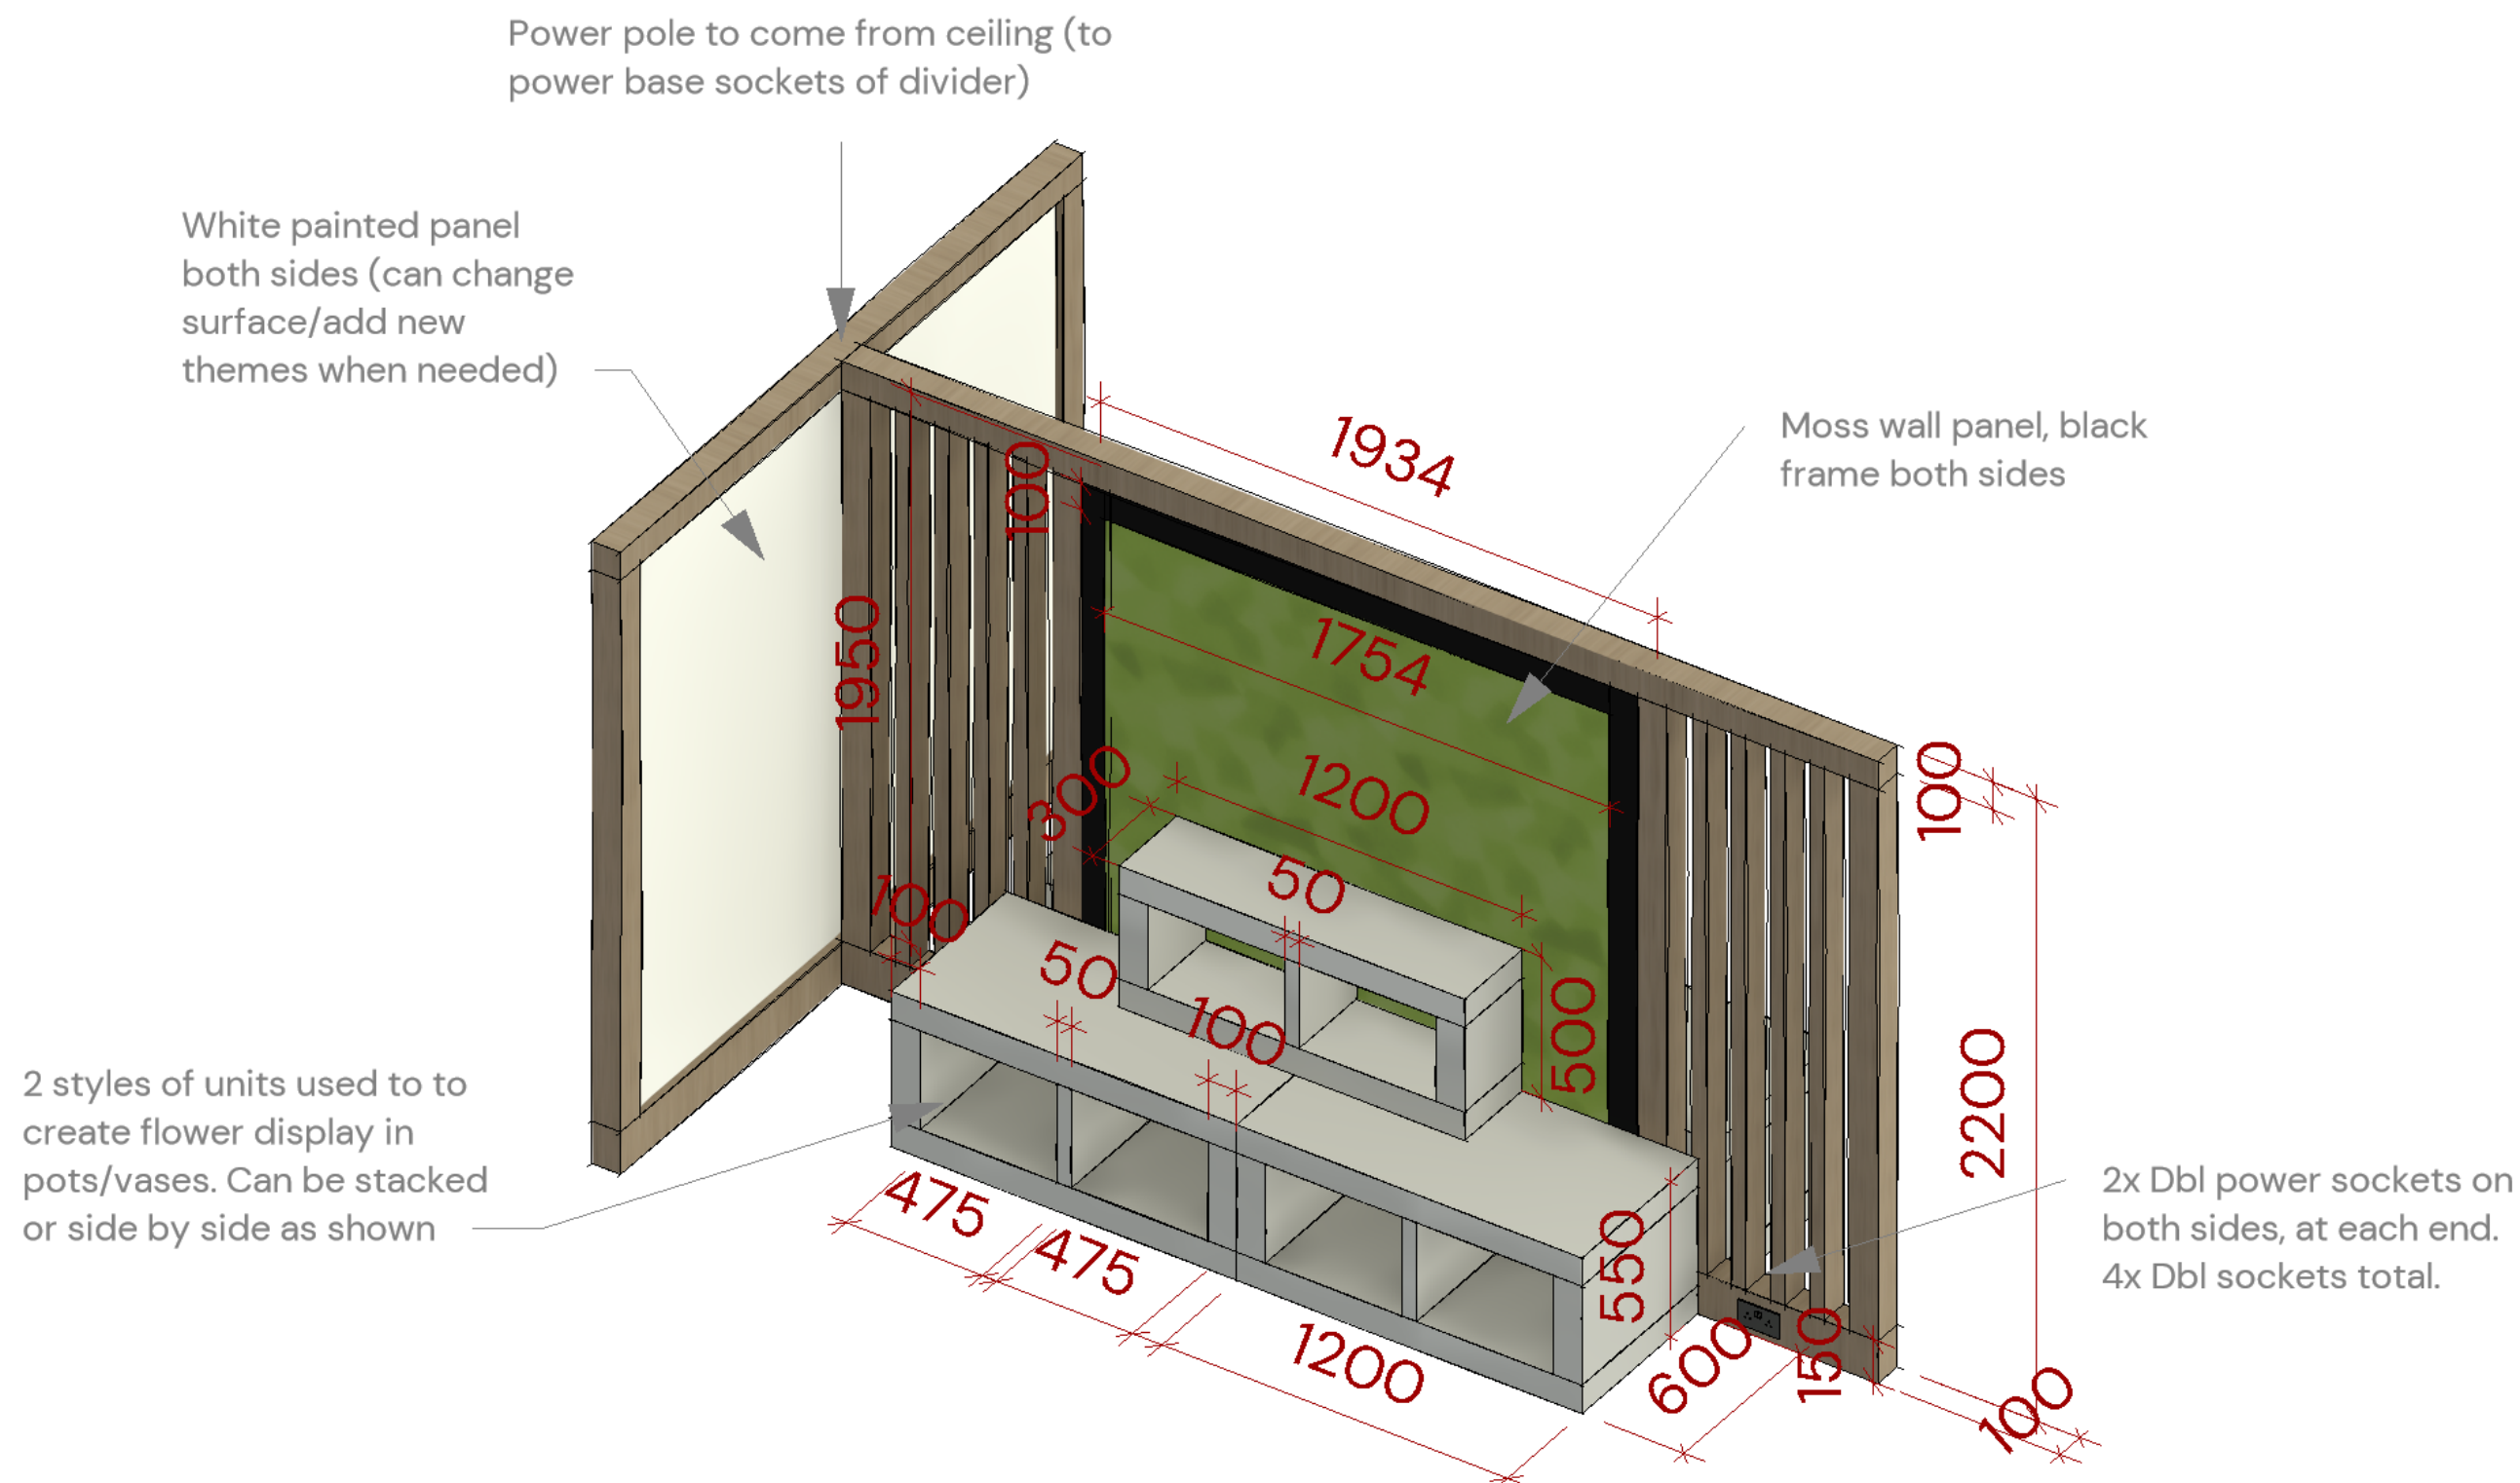 Power pole to come from ceiling (to
power base sockets of divider)
White painted panel
both sides (can change
surface/add new
themes when needed)
Moss wall panel, black
frame both sides
1934
100
1754
1950
1200
300
100
50
100
50
100
500
2200
2 styles of units used to to
create flower display in
pots/vases. Can be stacked
or side by side as shown
475
475
1200
550
600
150
100
2x Dbl power sockets on
both sides, at each end.
4x Dbl sockets total.